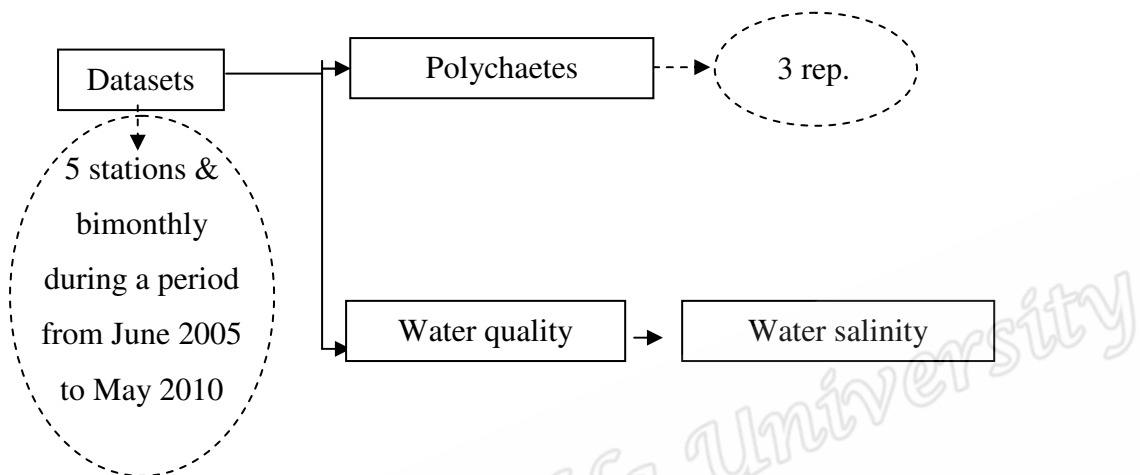 Datasets
Polychaetes
3 rep.
5 stations &
bimonthly
during a period
from June 2005
to May 2010
Water quality
Water salinity
University